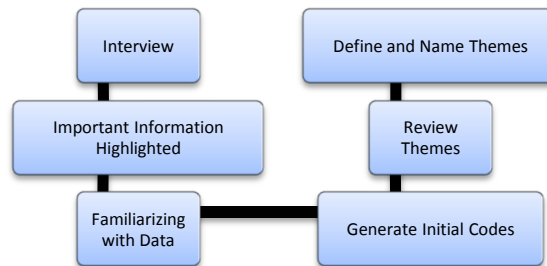 Interview
Important Information
Highlighted
Familiarizing
with Data
Generate Initial Codes
Review
Themes
Define and Name Themes